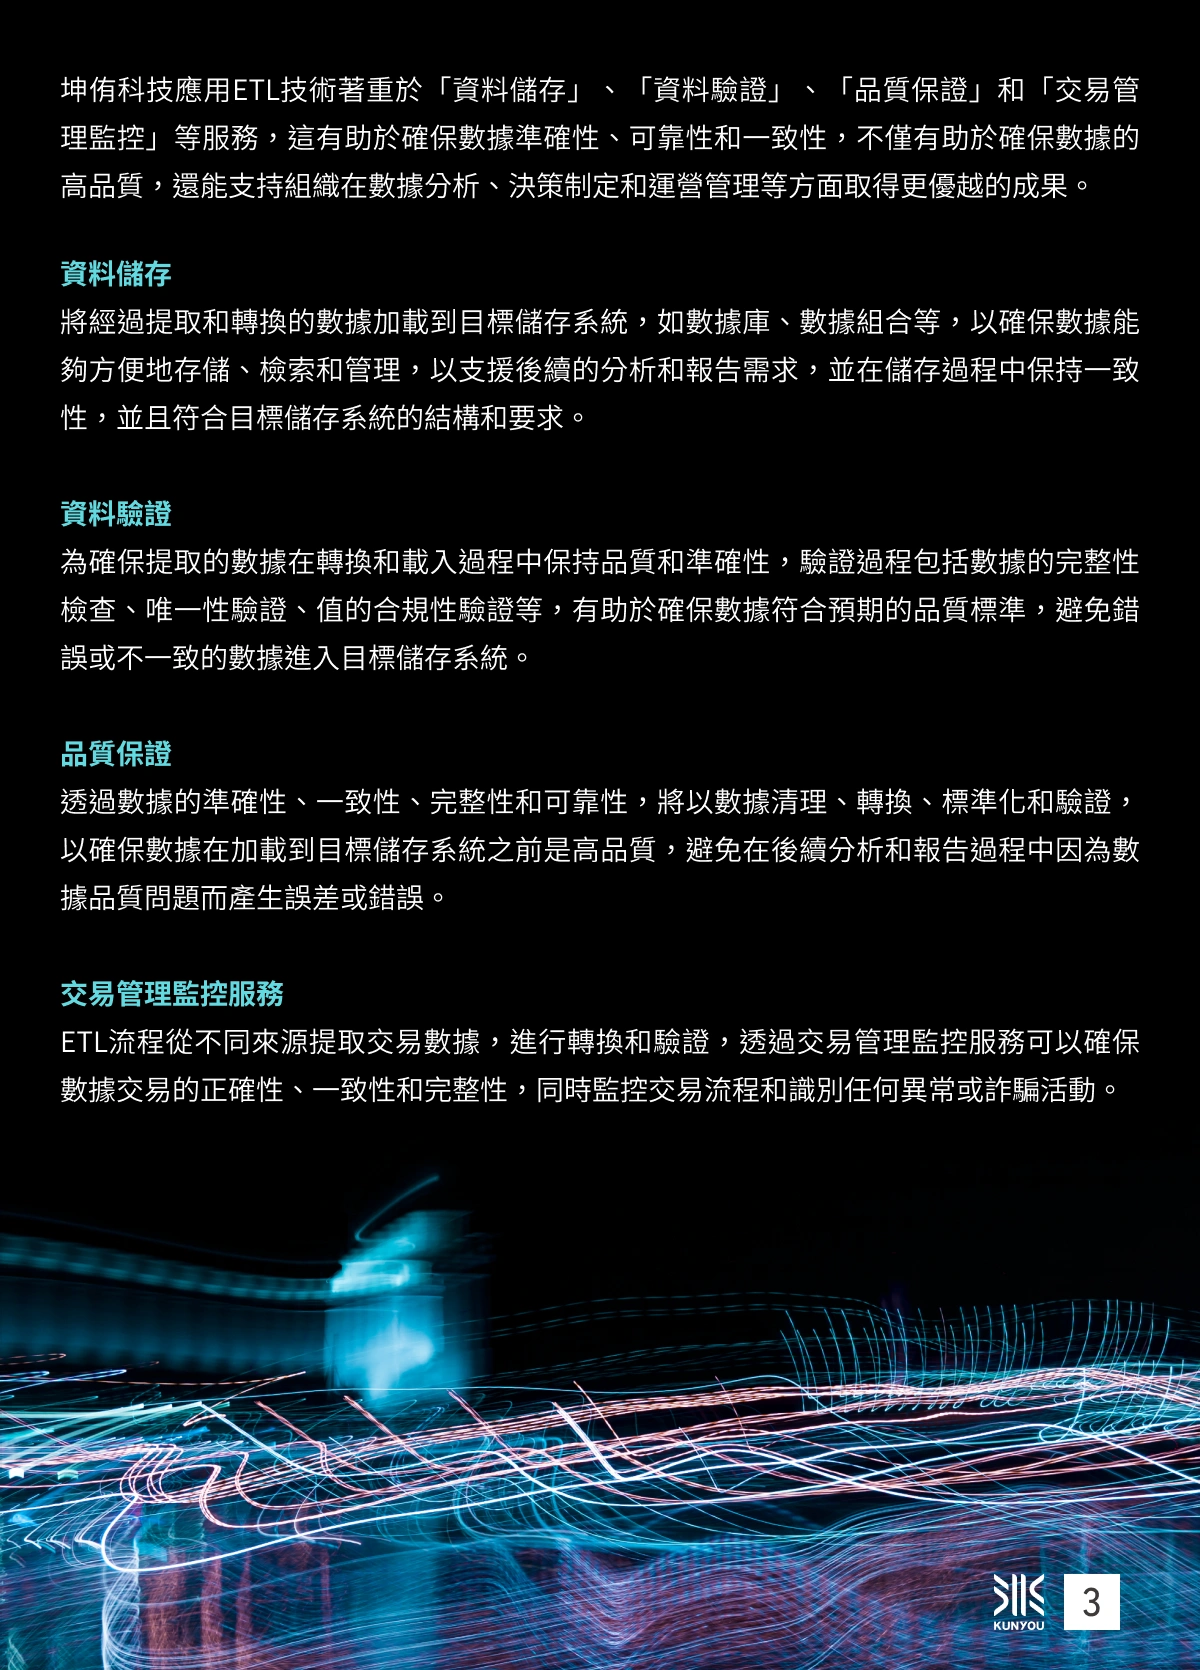 坤侑科技應用ETL技術著重於「資料儲存」、「資料驗證」、「品質保證」和「交易管
理監控」等服務，這有助於確保數據準確性、可靠性和一致性，不僅有助於確保數據的
高品質，還能支持組織在數據分析、決策制定和運營管理等方面取得更優越的成果。
資料儲存
將經過提取和轉換的數據加載到目標儲存系統，如數據庫、數據組合等，以確保數據能
夠方便地存儲、檢索和管理，以支援後續的分析和報告需求，並在儲存過程中保持一致
性，並且符合目標儲存系統的結構和要求。
資料驗證
為確保提取的數據在轉換和載入過程中保持品質和準確性，驗證過程包括數據的完整性
檢查、唯一性驗證、值的合規性驗證等，有助於確保數據符合預期的品質標準，避免錯
誤或不一致的數據進入目標儲存系統。
品質保證
透過數據的準確性、一致性、完整性和可靠性，將以數據清理、轉換、標準化和驗證，
以確保數據在加載到目標儲存系統之前是高品質，避免在後續分析和報告過程中因為數
據品質問題而產生誤差或錯誤。
交易管理監控服務
ETL流程從不同來源提取交易數據，進行轉換和驗證，透過交易管理監控服務可以確保
數據交易的正確性、一致性和完整性，同時監控交易流程和識別任何異常或詐騙活動。
KUNYOU
3